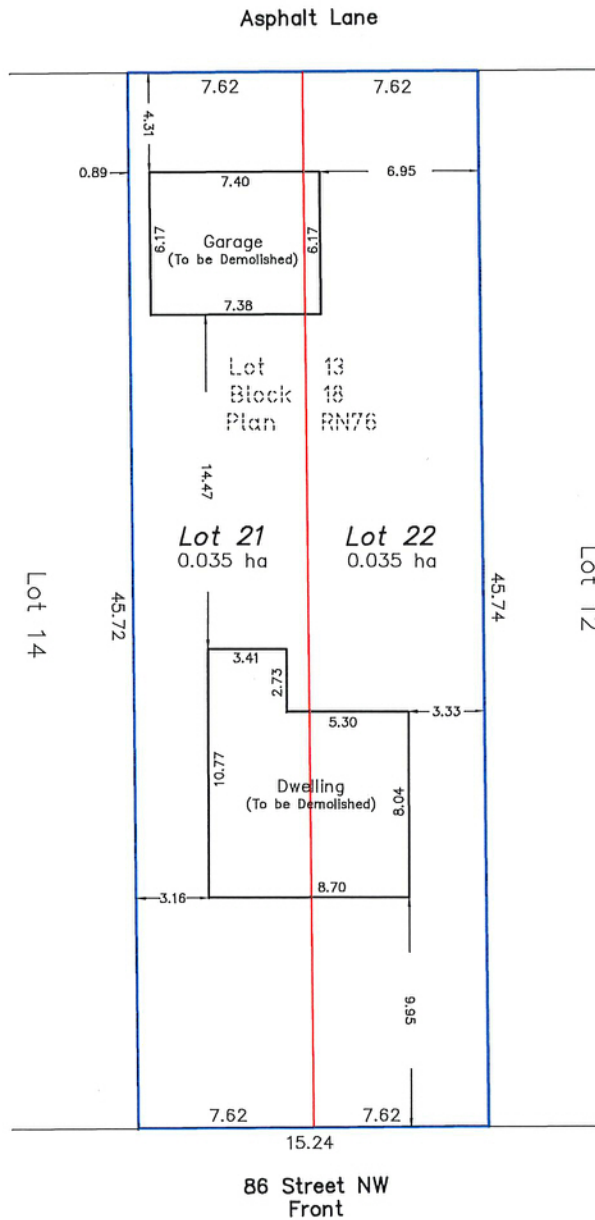 Asphalt Lane
7.62
7.62
4.31
0.89
7.40
6.95
6.17
6.17
Garage
(To be Demolished)
7.38
Lot 13
Block 18
Plan RN76
14.47
Lot 21
0.035 ha
Lot 22
0.035 ha
Lot 14
45.72
45.74
Lot 12
3.41
2.73
5.30
3.33
10.77
8.04
Dwelling
(To be Demolished)
3.16
8.70
9.95
7.62
7.62
15.24
86 Street NW
Front